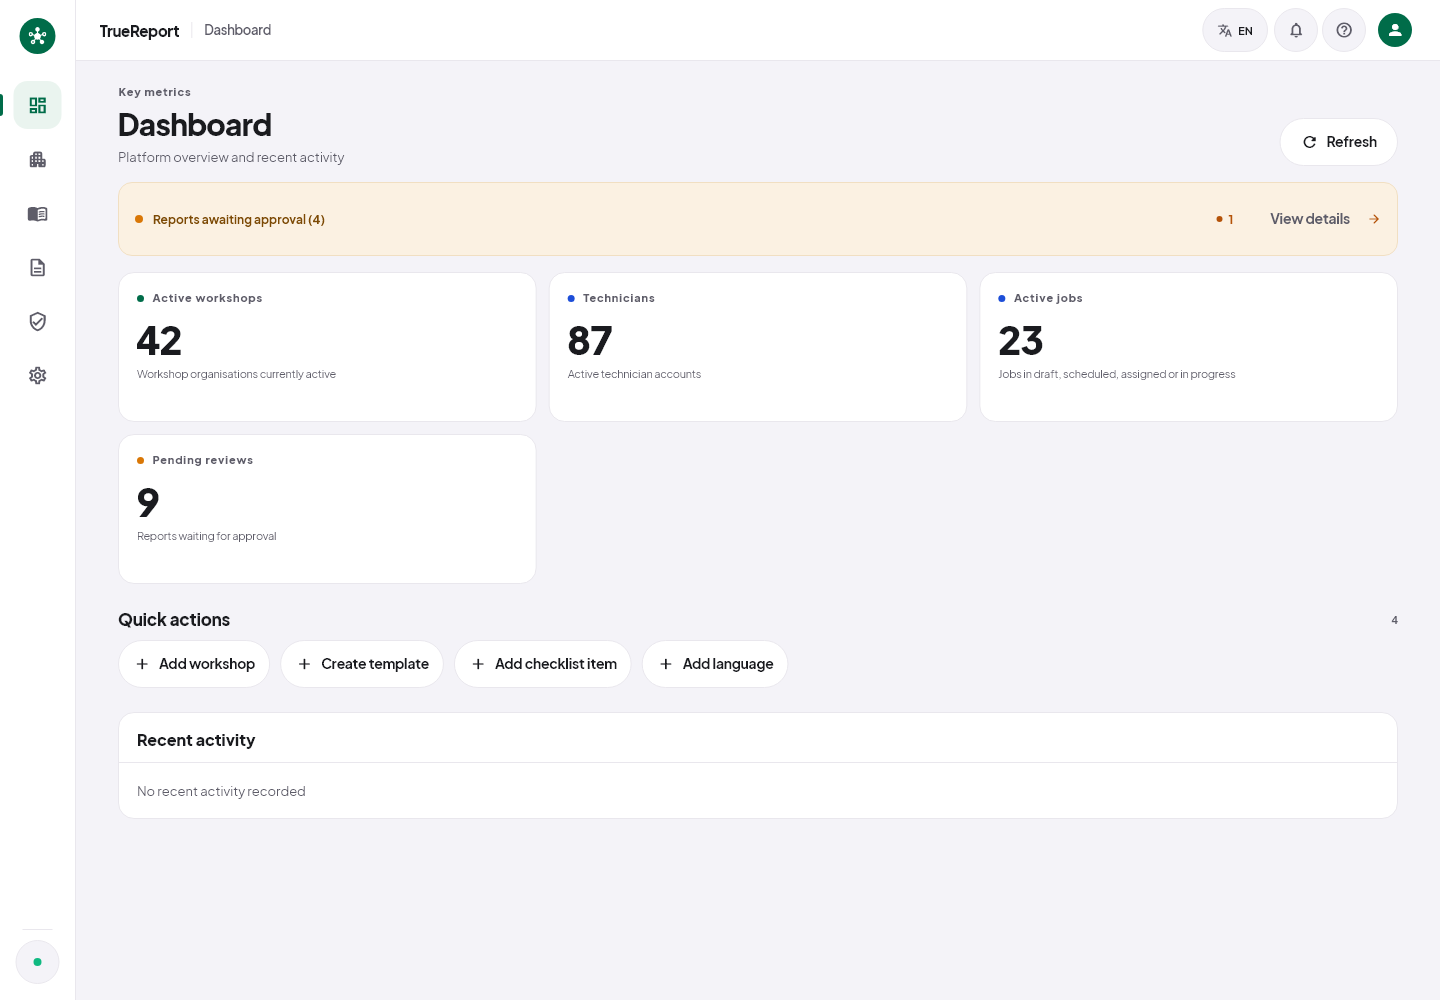 TrueReport
Dashboard
EN
Key metrics
Dashboard
Platform overview and recent activity
Refresh
Reports awaiting approval (4)
1
View details
Active workshops
42
Workshop organisations currently active
Technicians
87
Active technician accounts
Active jobs
23
Jobs in draft, scheduled, assigned or in progress
Pending reviews
9
Reports waiting for approval
Quick actions
4
Add workshop
Create template
Add checklist item
Add language
Recent activity
No recent activity recorded